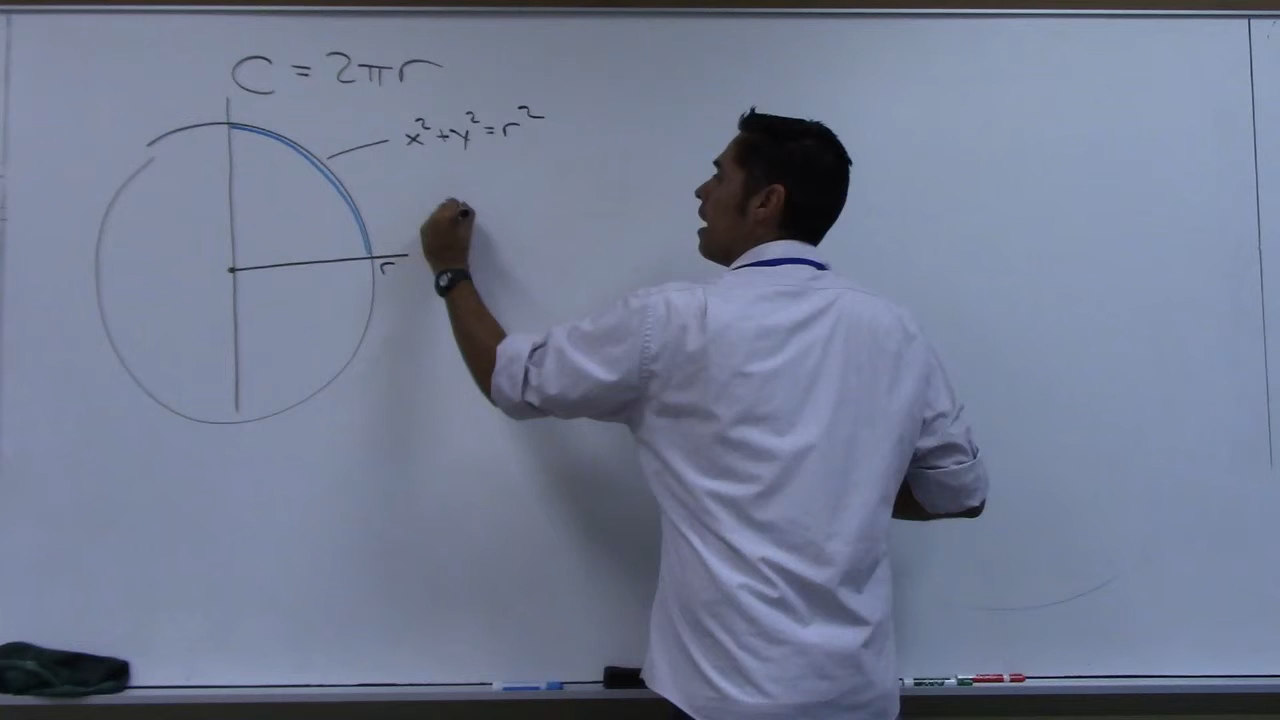 C = 2πr
x² + y² = r²
r